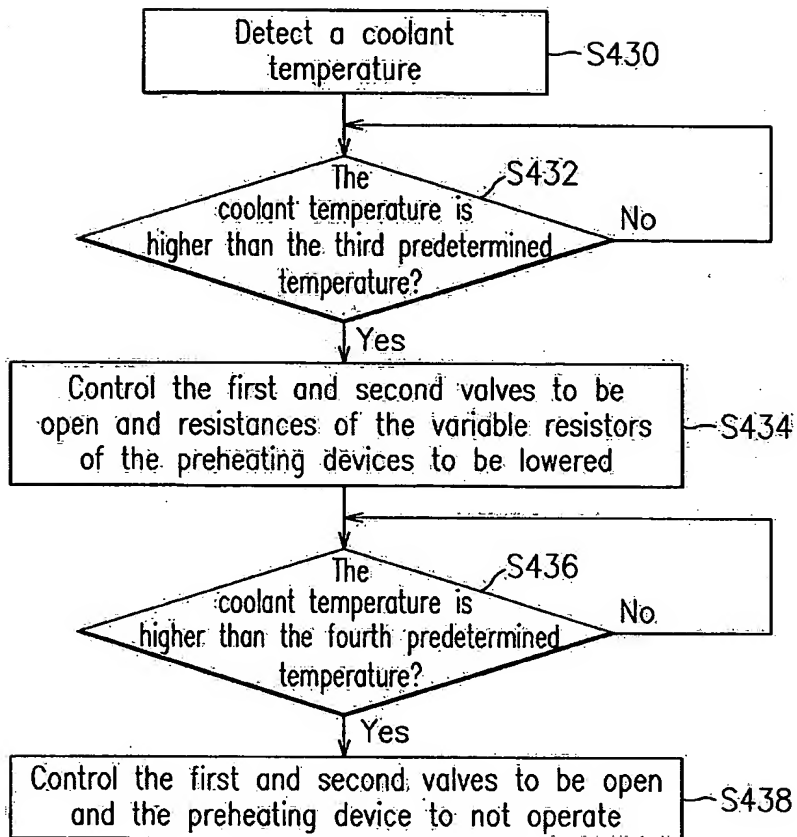 Detect a coolant
temperature
S430
S432
The
coolant temperature is
higher than the third predetermined
temperature?
No
Yes
Control the first and second valves to be
open and resistances of the variable resistors
of the preheating devices to be lowered
S434
S436
The
coolant temperature is
higher than the fourth predetermined
temperature?
No
Yes
Control the first and second valves to be open
and the preheating device to not operate
S438